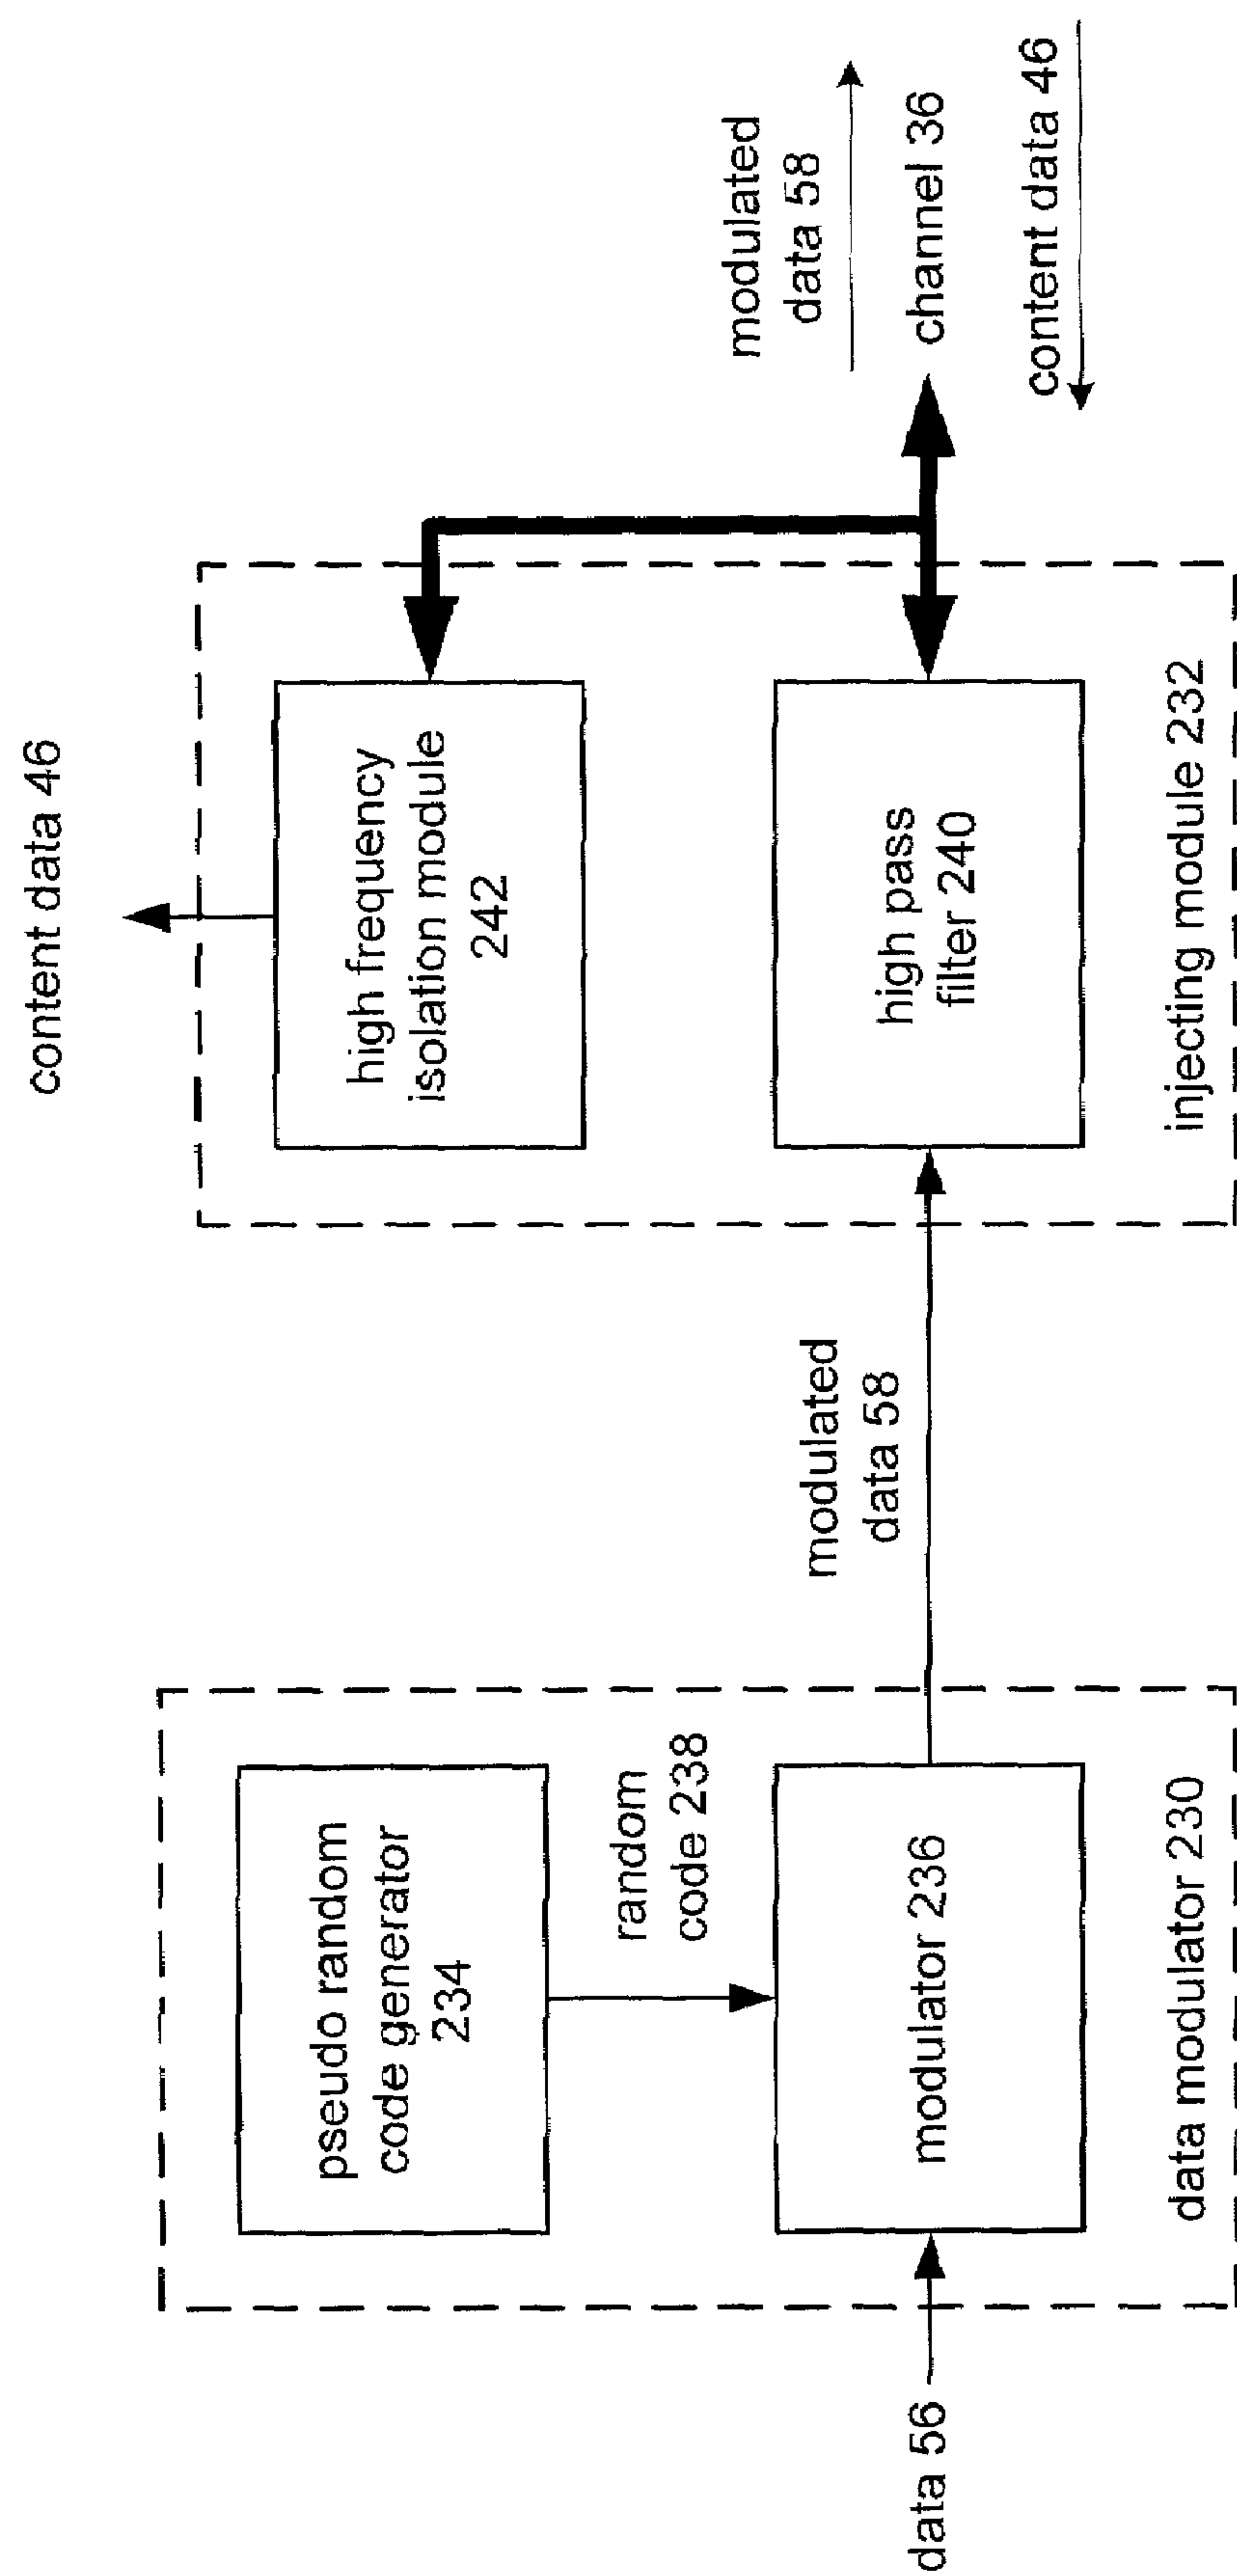 content data 46
pseudo random
code generator
234
random
code 238
modulator 236
data 56
data modulator 230
modulated
data 58
high frequency
isolation module
242
high pass
filter 240
injecting module 232
modulated
data 58
channel 36
content data 46